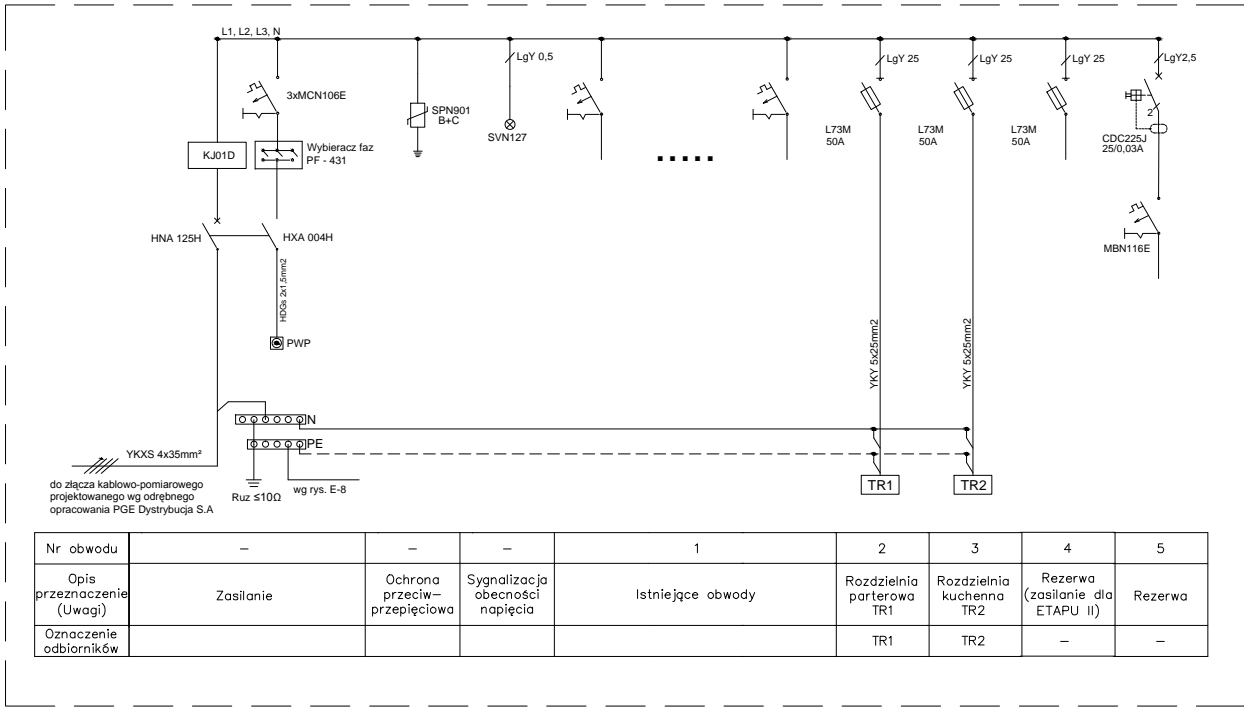 L1, L2, L3, N
3xMCN106E
KJ01D
Wybieracz faz
PF - 431
HNA 125H
HXA 004H
HDGs 2x1,5mm2
PWP
SPN901
B+C
LgY 0,5
SVN127
LgY 25
L73M
50A
LgY 25
L73M
50A
LgY 25
L73M
50A
LgY2,5
2
CDC225J
25/0,03A
MBN116E
YKY 5x25mm2
YKY 5x25mm2
N
PE
YKXS 4x35mm²
do złącza kablowo-pomiarowego
projektowanego wg odrębnego
opracowania PGE Dystrybucja S.A
Ruz ≤10Ω
wg rys. E-8
TR1
TR2
Nr obwodu – – – 1 2 3 4 5
Opis
przeznaczenie
(Uwagi)
Zasilanie
Ochrona
przeciw–
przepięciowa
Sygnalizacja
obecności
napięcia
Istniejące obwody
Rozdzielnia
parterowa
TR1
Rozdzielnia
kuchenna
TR2
Rezerwa
(zasilanie dla
ETAPU II)
Rezerwa
Oznaczenie
odbiorników
TR1 TR2 – –